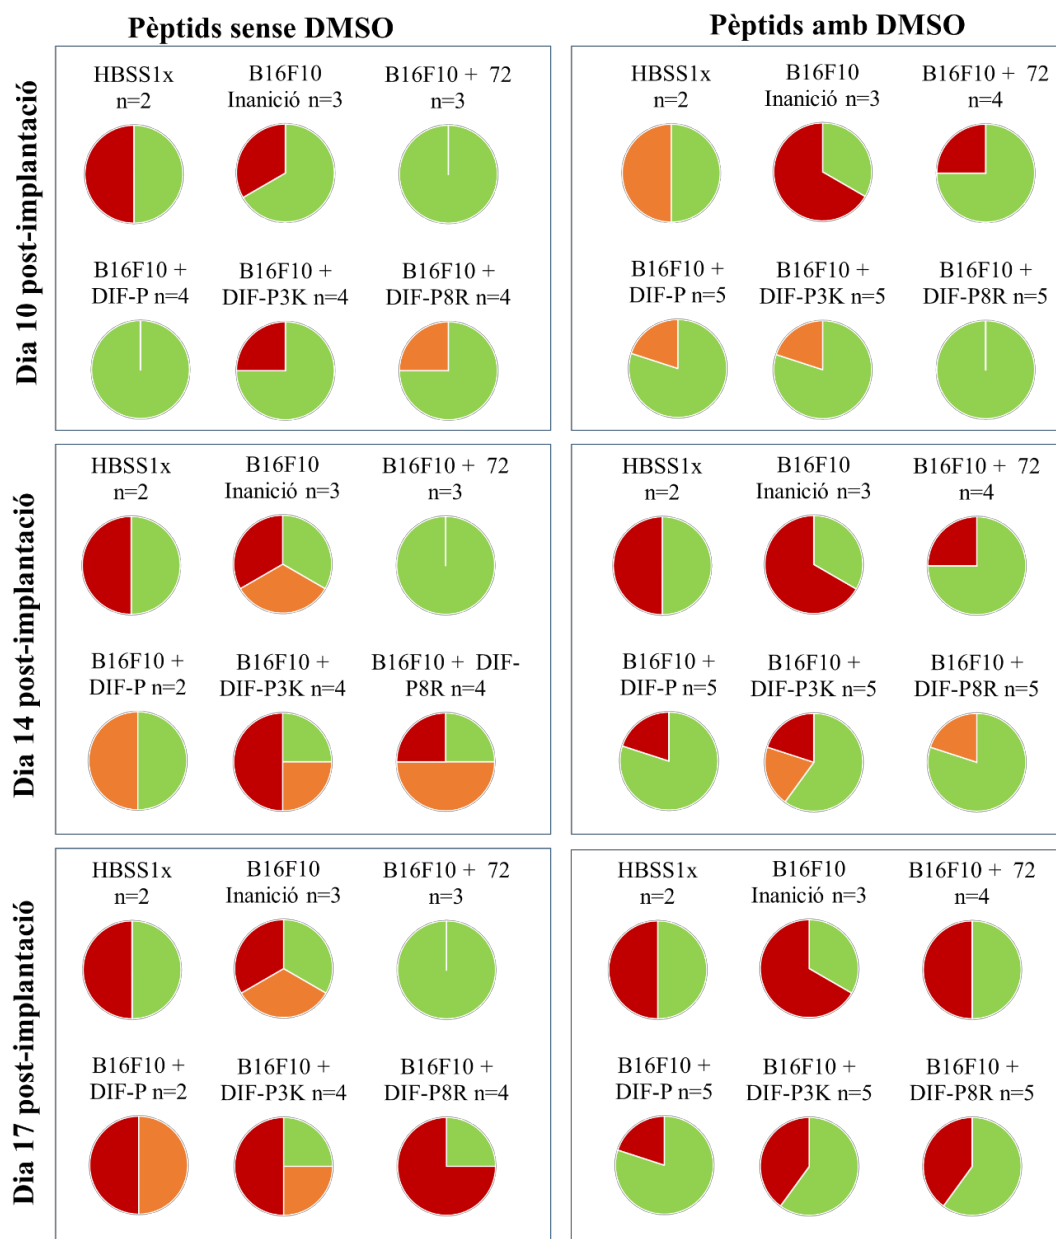 Pèptids sense DMSO
Pèptids amb DMSO
Dia 10 post-implantació
HBSS1x
n=2
B16F10
Inanició n=3
B16F10 + 72
n=3
B16F10 +
DIF-P n=4
B16F10 +
DIF-P3K n=4
B16F10 +
DIF-P8R n=4
HBSS1x
n=2
B16F10
Inanició n=3
B16F10 + 72
n=4
B16F10 +
DIF-P n=5
B16F10 +
DIF-P3K n=5
B16F10 +
DIF-P8R n=5
Dia 14 post-implantació
HBSS1x
n=2
B16F10
Inanició n=3
B16F10 + 72
n=3
B16F10 +
DIF-P n=2
B16F10 +
DIF-P3K n=4
B16F10 + DIF-
P8R n=4
HBSS1x
n=2
B16F10
Inanició n=3
B16F10 + 72
n=4
B16F10 +
DIF-P n=5
B16F10 +
DIF-P3K n=5
B16F10 +
DIF-P8R n=5
Dia 17 post-implantació
HBSS1x
n=2
B16F10
Inanició n=3
B16F10 + 72
n=3
B16F10 +
DIF-P n=2
B16F10 +
DIF-P3K n=4
B16F10 +
DIF-P8R n=4
HBSS1x
n=2
B16F10
Inanició n=3
B16F10 + 72
n=4
B16F10 +
DIF-P n=5
B16F10 +
DIF-P3K n=5
B16F10 +
DIF-P8R n=5